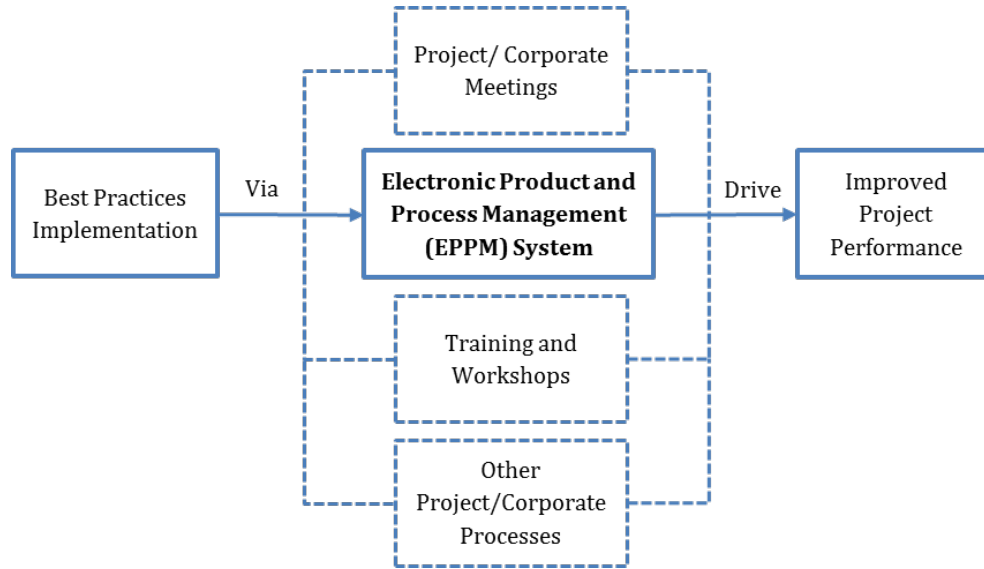 Project/ Corporate
Meetings
Best Practices
Implementation
Via
Electronic Product and
Process Management
(EPPM) System
Drive
Improved
Project
Performance
Training and
Workshops
Other
Project/Corporate
Processes